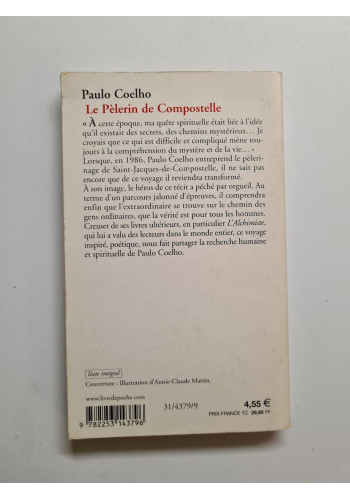 Paulo Coelho
Le Pèlerin de Compostelle
« À cette époque, ma quête spirituelle était liée à l'idée
qu'il existait des secrets, des chemins mystérieux… Je
croyais que ce qui est difficile et compliqué mène tou-
jours à la compréhension du mystère et de la vie… »
Lorsque, en 1986, Paulo Coelho entreprend le pèleri-
nage de Saint-Jacques-de-Compostelle, il ne sait pas
encore que de ce voyage il reviendra transformé.
À son image, le héros de ce récit a péché par orgueil. Au
terme d'un parcours jalonné d'épreuves, il comprendra
enfin que l'extraordinaire se trouve sur le chemin des
gens ordinaires, que la vérité est pour tous les hommes.
Creuset de ses livres ultérieurs, en particulier L'Alchimiste,
qui lui a valu des lecteurs dans le monde entier, ce voyage
inspiré, poétique, nous fait partager la recherche humaine
et spirituelle de Paulo Coelho.
Texte intégral
Couverture : Illustration d'Annie-Claude Martin.
www.livredepoche.com
31/4379/9
4,55 €
PRIX FRANCE TC 29,85 FF
9 782253 143796